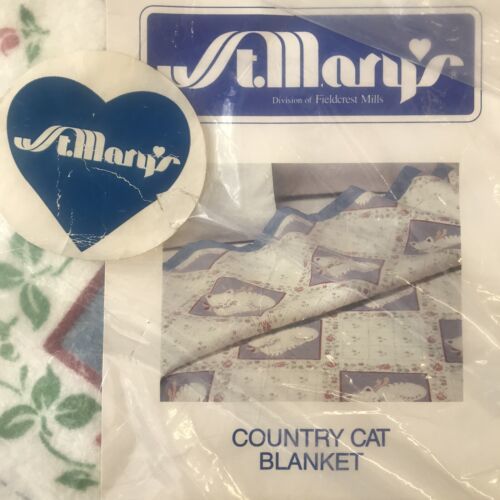 St. Mary's
Division of Fieldcrest Mills
St. Mary's
COUNTRY CAT
BLANKET